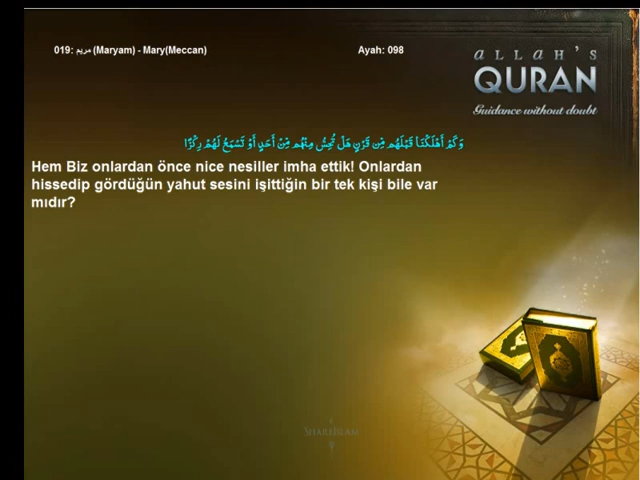 019: مريم (Maryam) - Mary(Meccan)
Ayah: 098
ALLAH'S
QURAN
Guidance without doubt
وَكَمْ أَهْلَكْنَا قَبْلَهُم مِّن قَرْنٍ هَلْ تُحِسُّ مِنْهُم مِّنْ أَحَدٍ أَوْ تَسْمَعُ لَهُمْ رِكْزًا
Hem Biz onlardan önce nice nesiller imha ettik! Onlardan
hissedip gördüğün yahut sesini işittiğin bir tek kişi bile var
mıdır?
SHAREISLAM